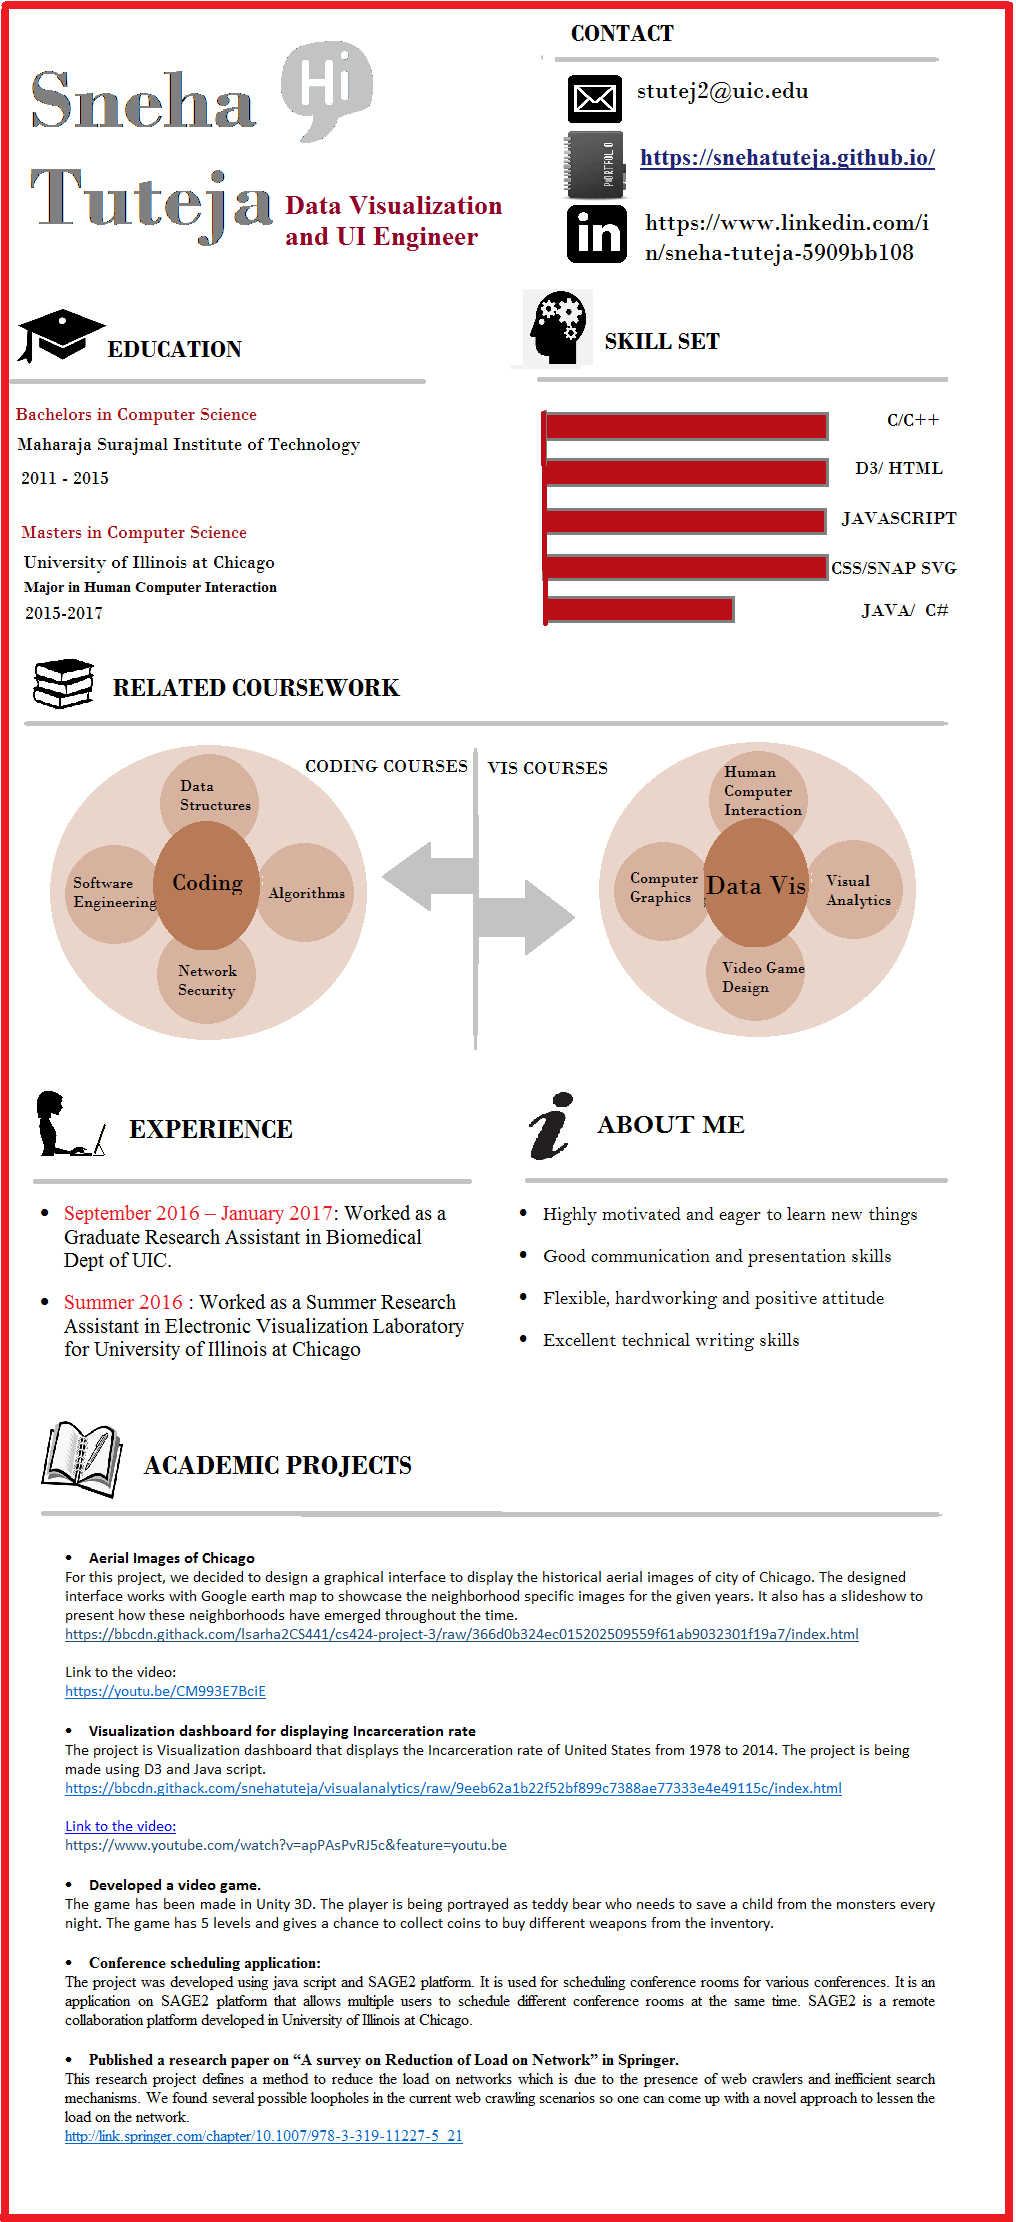 Sneha
Hi
Tuteja
Data Visualization
and UI Engineer
CONTACT
stutej2@uic.edu
PORTFOLIO
https://snehatuteja.github.io/
in
https://www.linkedin.com/i
n/sneha-tuteja-5909bb108
EDUCATION
Bachelors in Computer Science
Maharaja Surajmal Institute of Technology
2011 - 2015
Masters in Computer Science
University of Illinois at Chicago
Major in Human Computer Interaction
2015-2017
SKILL SET
C/C++
D3/ HTML
JAVASCRIPT
CSS/SNAP SVG
JAVA/ C#
RELATED COURSEWORK
CODING COURSES
Data
Structures
Software
Engineering
Coding
Algorithms
Network
Security
VIS COURSES
Human
Computer
Interaction
Computer
Graphics
Data Vis
Visual
Analytics
Video Game
Design
EXPERIENCE
• September 2016 – January 2017: Worked as a
Graduate Research Assistant in Biomedical
Dept of UIC.
• Summer 2016 : Worked as a Summer Research
Assistant in Electronic Visualization Laboratory
for University of Illinois at Chicago
ABOUT ME
• Highly motivated and eager to learn new things
• Good communication and presentation skills
• Flexible, hardworking and positive attitude
• Excellent technical writing skills
ACADEMIC PROJECTS
• Aerial Images of Chicago
For this project, we decided to design a graphical interface to display the historical aerial images of city of Chicago. The designed
interface works with Google earth map to showcase the neighborhood specific images for the given years. It also has a slideshow to
present how these neighborhoods have emerged throughout the time.
https://bbcdn.githack.com/lsarha2CS441/cs424-project-3/raw/366d0b324ec015202509559f61ab9032301f19a7/index.html
Link to the video:
https://youtu.be/CM993E7BciE
• Visualization dashboard for displaying Incarceration rate
The project is Visualization dashboard that displays the Incarceration rate of United States from 1978 to 2014. The project is being
made using D3 and Java script.
https://bbcdn.githack.com/snehatuteja/visualanalytics/raw/9eeb62a1b22f52bf899c7388ae77333e4e49115c/index.html
Link to the video:
https://www.youtube.com/watch?v=apPAsPvRJ5c&feature=youtu.be
• Developed a video game.
The game has been made in Unity 3D. The player is being portrayed as teddy bear who needs to save a child from the monsters every
night. The game has 5 levels and gives a chance to collect coins to buy different weapons from the inventory.
• Conference scheduling application:
The project was developed using java script and SAGE2 platform. It is used for scheduling conference rooms for various conferences. It is an
application on SAGE2 platform that allows multiple users to schedule different conference rooms at the same time. SAGE2 is a remote
collaboration platform developed in University of Illinois at Chicago.
• Published a research paper on “A survey on Reduction of Load on Network” in Springer.
This research project defines a method to reduce the load on networks which is due to the presence of web crawlers and inefficient search
mechanisms. We found several possible loopholes in the current web crawling scenarios so one can come up with a novel approach to lessen the
load on the network.
http://link.springer.com/chapter/10.1007/978-3-319-11227-5_21